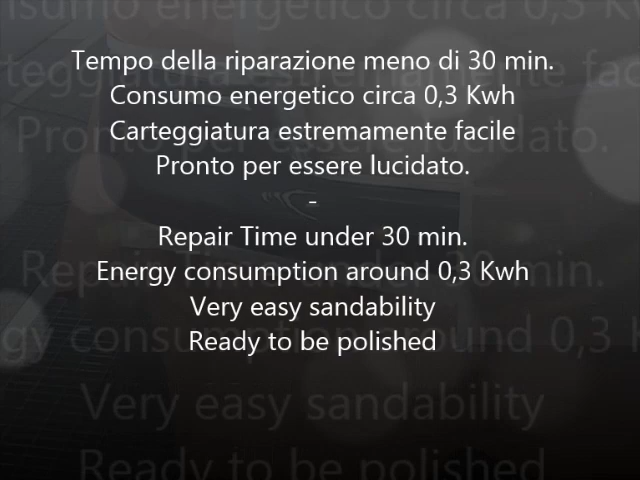 Tempo della riparazione meno di 30 min.
Consumo energetico circa 0,3 Kwh
Carteggiatura estremamente facile
Pronto per essere lucidato.
-
Repair Time under 30 min.
Energy consumption around 0,3 Kwh
Very easy sandability
Ready to be polished